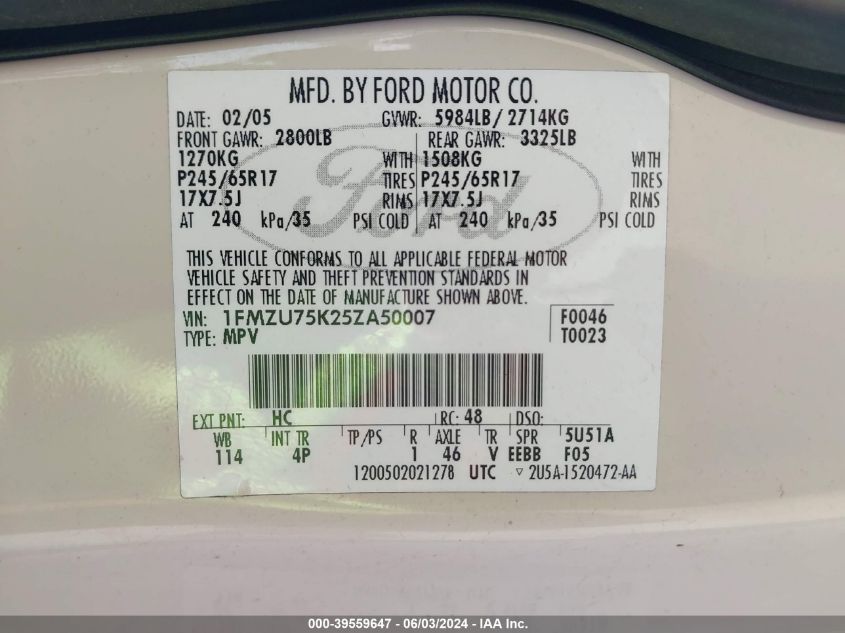 MFD. BY FORD MOTOR CO.
DATE: 02/05 GVWR: 5984LB/ 2714KG
FRONT GAWR: 2800LB REAR GAWR: 3325LB
1270KG WITH 1508KG WITH
P245/65R17 TIRES P245/65R17 TIRES
17X7.5J RIMS 17X7.5J RIMS
AT 240 kPa/35 PSI COLD AT 240 kPa/35 PSI COLD
Ford
THIS VEHICLE CONFORMS TO ALL APPLICABLE FEDERAL MOTOR
VEHICLE SAFETY AND THEFT PREVENTION STANDARDS IN
EFFECT ON THE DATE OF MANUFACTURE SHOWN ABOVE.
VIN: 1FMZU75K25ZA50007 F0046
TYPE: MPV T0023
EXT PNT: HC RC: 48 DSO:
WB INT TR TP/PS R AXLE TR SPR 5U51A
114 4P 1 46 V EEBB F05
1200502021278 UTC ▽ 2U5A-1520472-AA
000-39559647 - 06/03/2024 - IAA Inc.